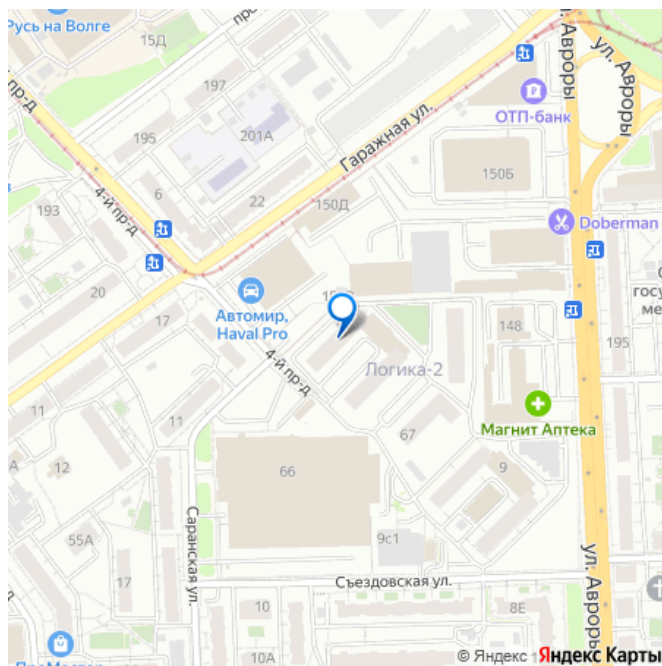 Русь на Волге
15Д
ул. Авроры
ул. Авроры
197
195
201А
Гаражная ул.
ОТП-банк
150Б
4-й пр-д
193
6
22
150Д
Doberman
20
Автомир,
Haval Pro
17
4-й пр-д
148
195
Логика-2
11
11
Магнит Аптека
67
12
66
9
55А
Саранская ул.
9с1
17
Съездовская ул.
ул. Авроры
10
8Е
10А
© Яндекс Яндекс Карты